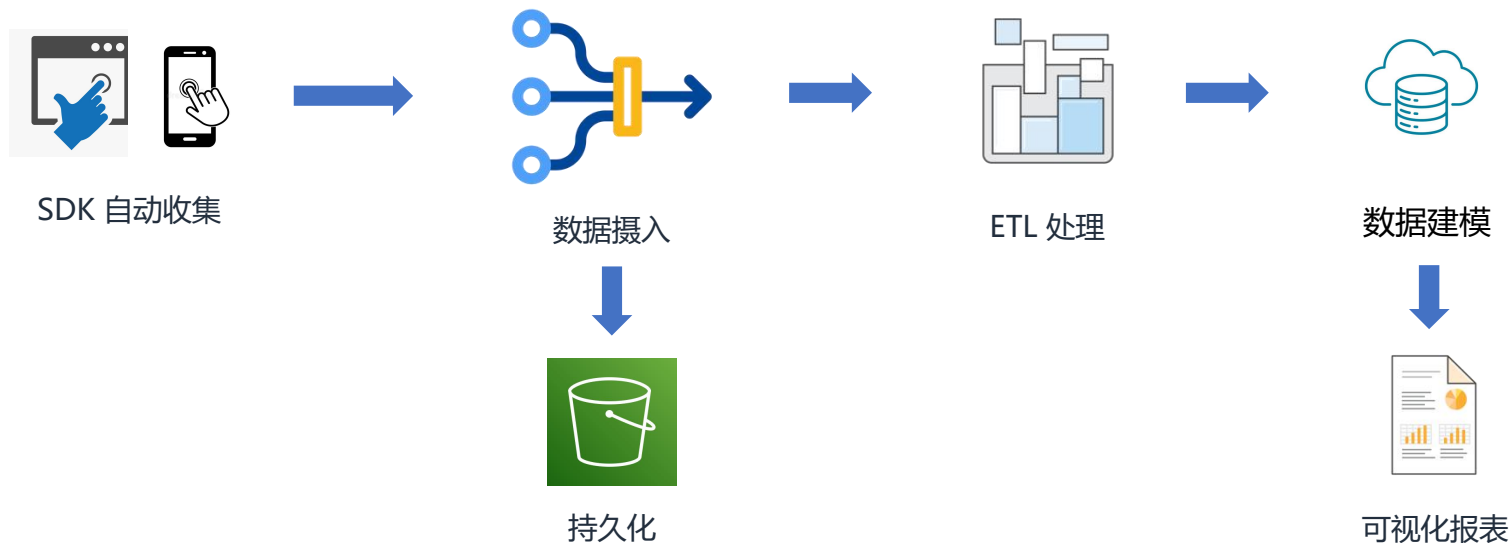 SDK 自动收集
数据摄入
ETL 处理
数据建模
持久化
可视化报表